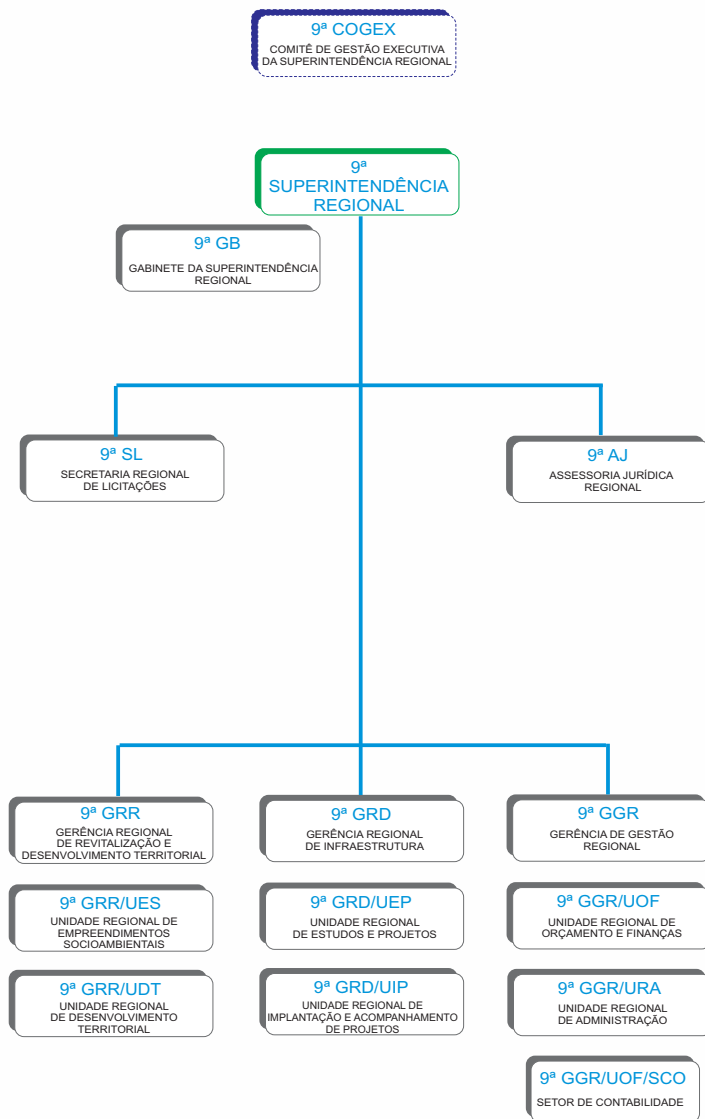 9ª COGEX
COMITÊ DE GESTÃO EXECUTIVA
DA SUPERINTENDÊNCIA REGIONAL
9ª
SUPERINTENDÊNCIA
REGIONAL
9ª GB
GABINETE DA SUPERINTENDÊNCIA
REGIONAL
9ª SL
SECRETARIA REGIONAL
DE LICITAÇÕES
9ª AJ
ASSESSORIA JURÍDICA
REGIONAL
9ª GRR
GERÊNCIA REGIONAL
DE REVITALIZAÇÃO E
DESENVOLVIMENTO TERRITORIAL
9ª GRD
GERÊNCIA REGIONAL
DE INFRAESTRUTURA
9ª GGR
GERÊNCIA DE GESTÃO
REGIONAL
9ª GRR/UES
UNIDADE REGIONAL DE
EMPREENDIMENTOS
SOCIOAMBIENTAIS
9ª GRD/UEP
UNIDADE REGIONAL
DE ESTUDOS E PROJETOS
9ª GGR/UOF
UNIDADE REGIONAL DE
ORÇAMENTO E FINANÇAS
9ª GRR/UDT
UNIDADE REGIONAL
DE DESENVOLVIMENTO
TERRITORIAL
9ª GRD/UIP
UNIDADE REGIONAL DE
IMPLANTAÇÃO E ACOMPANHAMENTO
DE PROJETOS
9ª GGR/URA
UNIDADE REGIONAL
DE ADMINISTRAÇÃO
9ª GGR/UOF/SCO
SETOR DE CONTABILIDADE